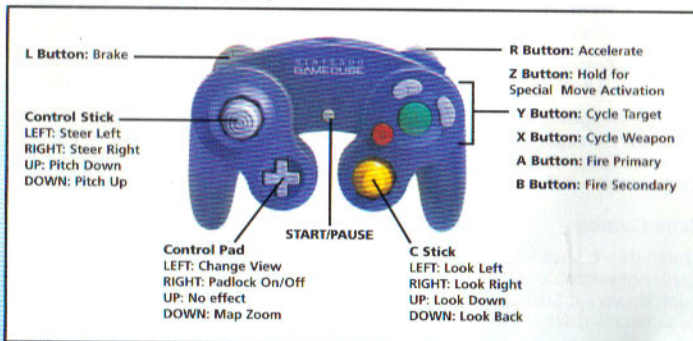 L Button: Brake
Control Stick
LEFT: Steer Left
RIGHT: Steer Right
UP: Pitch Down
DOWN: Pitch Up
NINTENDO
GAMECUBE
R Button: Accelerate
Z Button: Hold for
Special Move Activation
Y Button: Cycle Target
X Button: Cycle Weapon
A Button: Fire Primary
B Button: Fire Secondary
START/PAUSE
Control Pad
LEFT: Change View
RIGHT: Padlock On/Off
UP: No effect
DOWN: Map Zoom
C Stick
LEFT: Look Left
RIGHT: Look Right
UP: Look Down
DOWN: Look Back